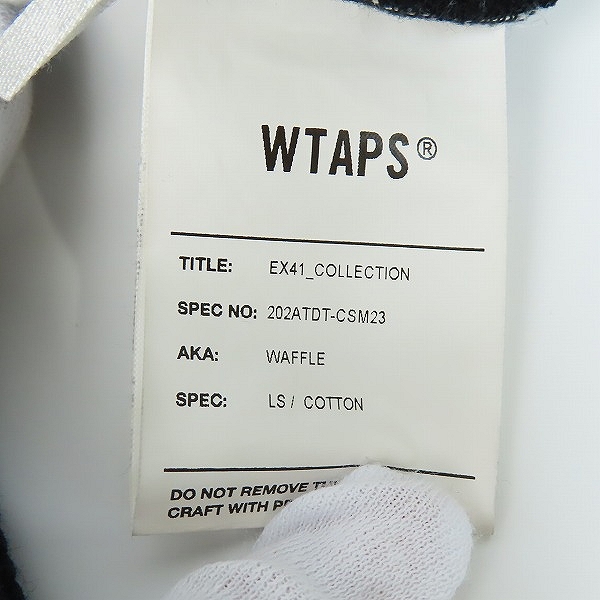 WTAPS®
TITLE: EX41_COLLECTION
SPEC NO: 202ATDT-CSM23
AKA: WAFFLE
SPEC: LS / COTTON
DO NOT REMOVE
CRAFT WITH